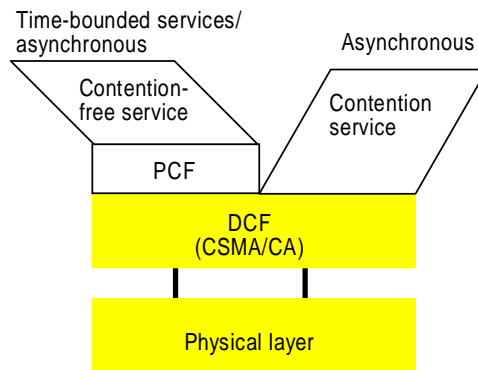 Time-bounded services/
asynchronous
Asynchronous
Contention-
free service
Contention
service
PCF
DCF
(CSMA/CA)
Physical layer